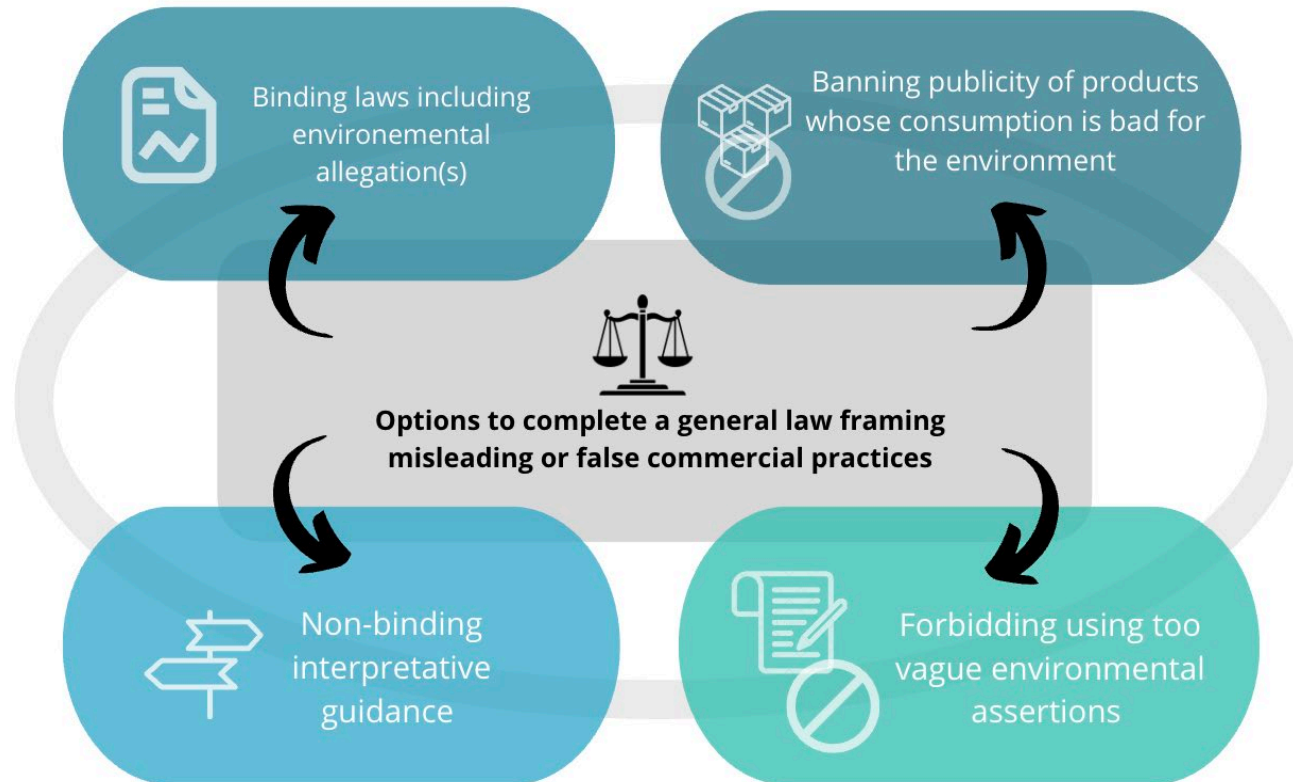 Binding laws including
environemental
allegation(s)
Banning publicity of products
whose consumption is bad for
the environment
Options to complete a general law framing
misleading or false commercial practices
Non-binding
interpretative
guidance
Forbidding using too
vague environmental
assertions